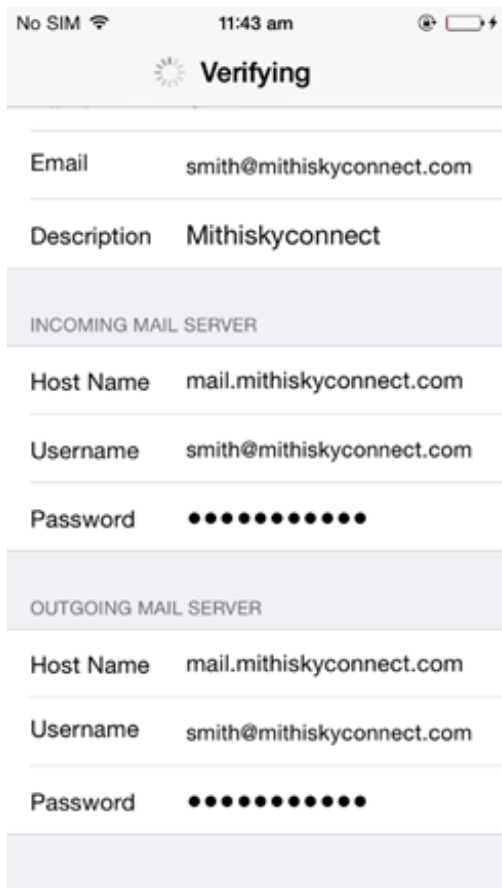 No SIM 11:43 am
Verifying
Email smith@mithiskyconnect.com
Description Mithiskyconnect
INCOMING MAIL SERVER
Host Name mail.mithiskyconnect.com
Username smith@mithiskyconnect.com
Password ●●●●●●●●●●●
OUTGOING MAIL SERVER
Host Name mail.mithiskyconnect.com
Username smith@mithiskyconnect.com
Password ●●●●●●●●●●●